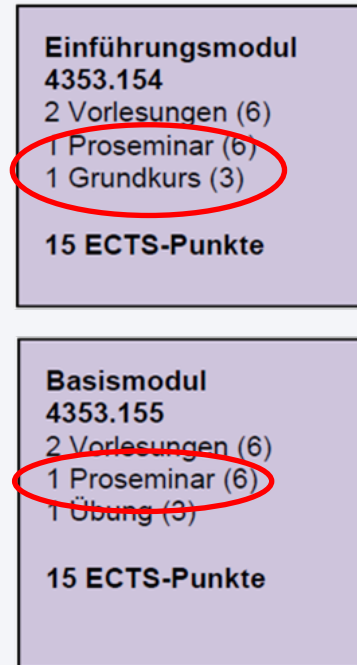 Einführungsmodul
4353.154
2 Vorlesungen (6)
1 Proseminar (6)
1 Grundkurs (3)
15 ECTS-Punkte
Basismodul
4353.155
2 Vorlesungen (6)
1 Proseminar (6)
1 Übung (3)
15 ECTS-Punkte